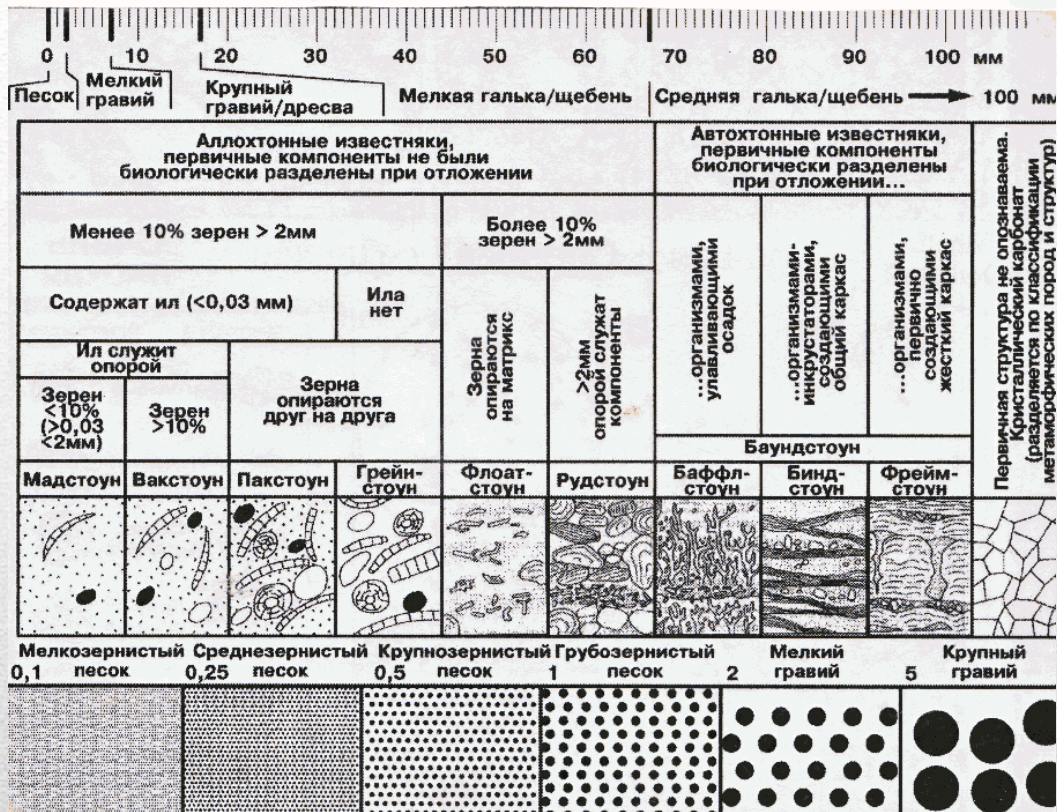 0 10 20 30 40 50 60 70 80 90 100 мм
Песок
Мелкий
гравий
Крупный
гравий/дресва
Мелкая галька/щебень
Средняя галька/щебень
100 мм
Аллохтонные известняки,
первичные компоненты не были
биологически разделены при отложении
Автохтонные известняки,
первичные компоненты
биологически разделены
при отложении...
Первичная структура не опознаваема.
Кристаллический карбонат
(разделяется по классификации
метаморфических пород и структур)
Менее 10% зерен > 2мм
Более 10%
зерен > 2мм
...организмами,
улавливающими
осадок
...организмами-
инкрустаторами,
создающими
общий каркас
...организмами,
первично
создающими
жесткий каркас
Содержат ил (<0,03 мм)
Ила
нет
Зерна
опираются
на матрикс
>2мм
опорой служат
компоненты
Ил служит
опорой
Зерна
опираются
друг на друга
Зерен
<10%
(>0,03
<2мм)
Зерен
>10%
Баундстоун
Мадстоун
Вакстоун
Пакстоун
Грейн-
стоун
Флоат-
стоун
Рудстоун
Баффл-
стоун
Бинд-
стоун
Фрейм-
стоун
Мелкозернистый
0,1 песок
Среднезернистый
0,25 песок
Крупнозернистый
0,5 песок
Грубозернистый
1 песок
Мелкий
2 гравий
Крупный
5 гравий